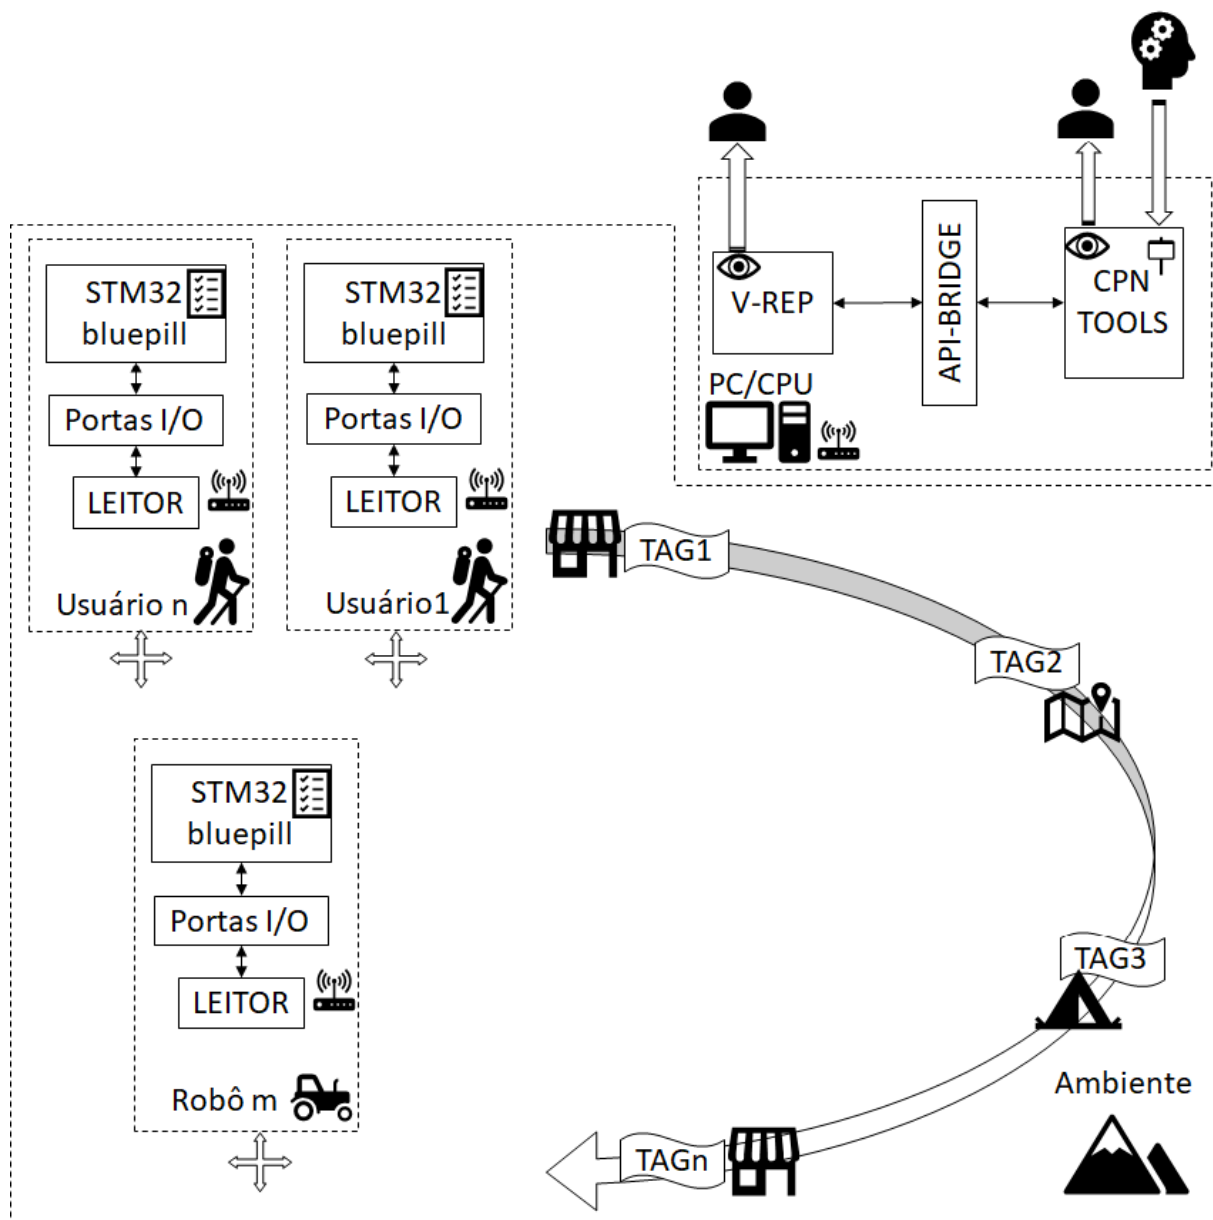 V-REP
API-BRIDGE
CPN
TOOLS
PC/CPU
STM32
bluepill
Portas I/O
LEITOR
Usuário n
STM32
bluepill
Portas I/O
LEITOR
Usuário1
TAG1
TAG2
STM32
bluepill
Portas I/O
LEITOR
Robô m
TAG3
Ambiente
TAGn